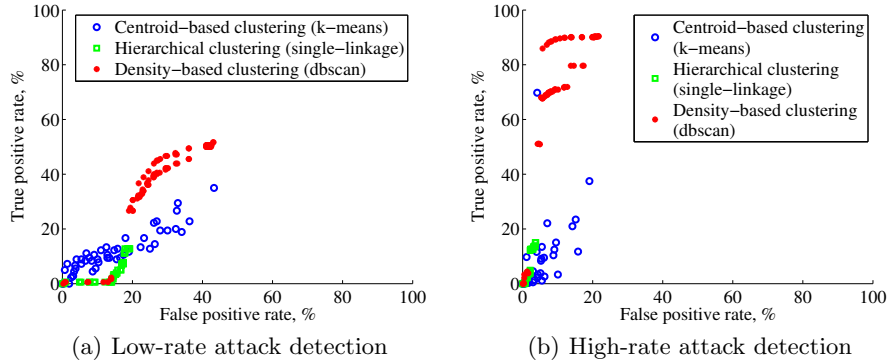 100
80
60
40
20
0
0
20
40
60
80
100
True positive rate, %
False positive rate, %
Centroid−based clustering (k−means)
Hierarchical clustering (single−linkage)
Density−based clustering (dbscan)
(a) Low-rate attack detection
100
80
60
40
20
0
0
20
40
60
80
100
True positive rate, %
False positive rate, %
Centroid−based clustering
(k−means)
Hierarchical clustering
(single−linkage)
Density−based clustering
(dbscan)
(b) High-rate attack detection